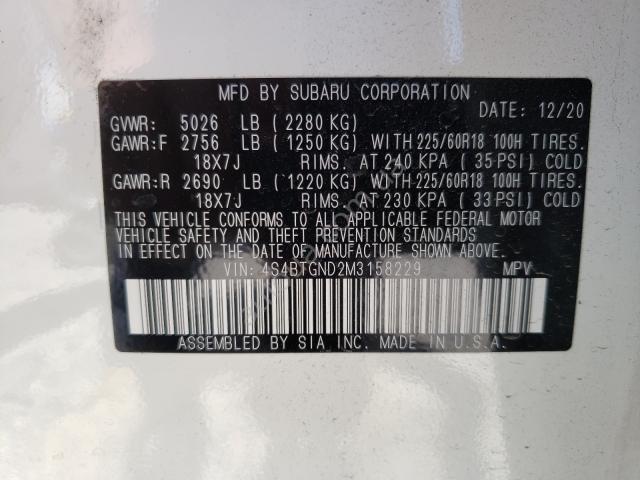 MFD BY SUBARU CORPORATION
DATE: 12/20
GVWR: 5026 LB (2280 KG)
GAWR:F 2756 LB (1250 KG) WITH 225/60R18 100H TIRES.
18X7J RIMS. AT 240 KPA (35 PSI) COLD
GAWR:R 2690 LB (1220 KG) WITH 225/60R18 100H TIRES.
18X7J RIMS. AT 230 KPA (33 PSI) COLD
THIS VEHICLE CONFORMS TO ALL APPLICABLE FEDERAL MOTOR
VEHICLE SAFETY AND THEFT PREVENTION STANDARDS
IN EFFECT ON THE DATE OF MANUFACTURE SHOWN ABOVE.
VIN: 4S4BTGND2M3158229 MPV
ASSEMBLED BY SIA, INC. MADE IN U.S.A.